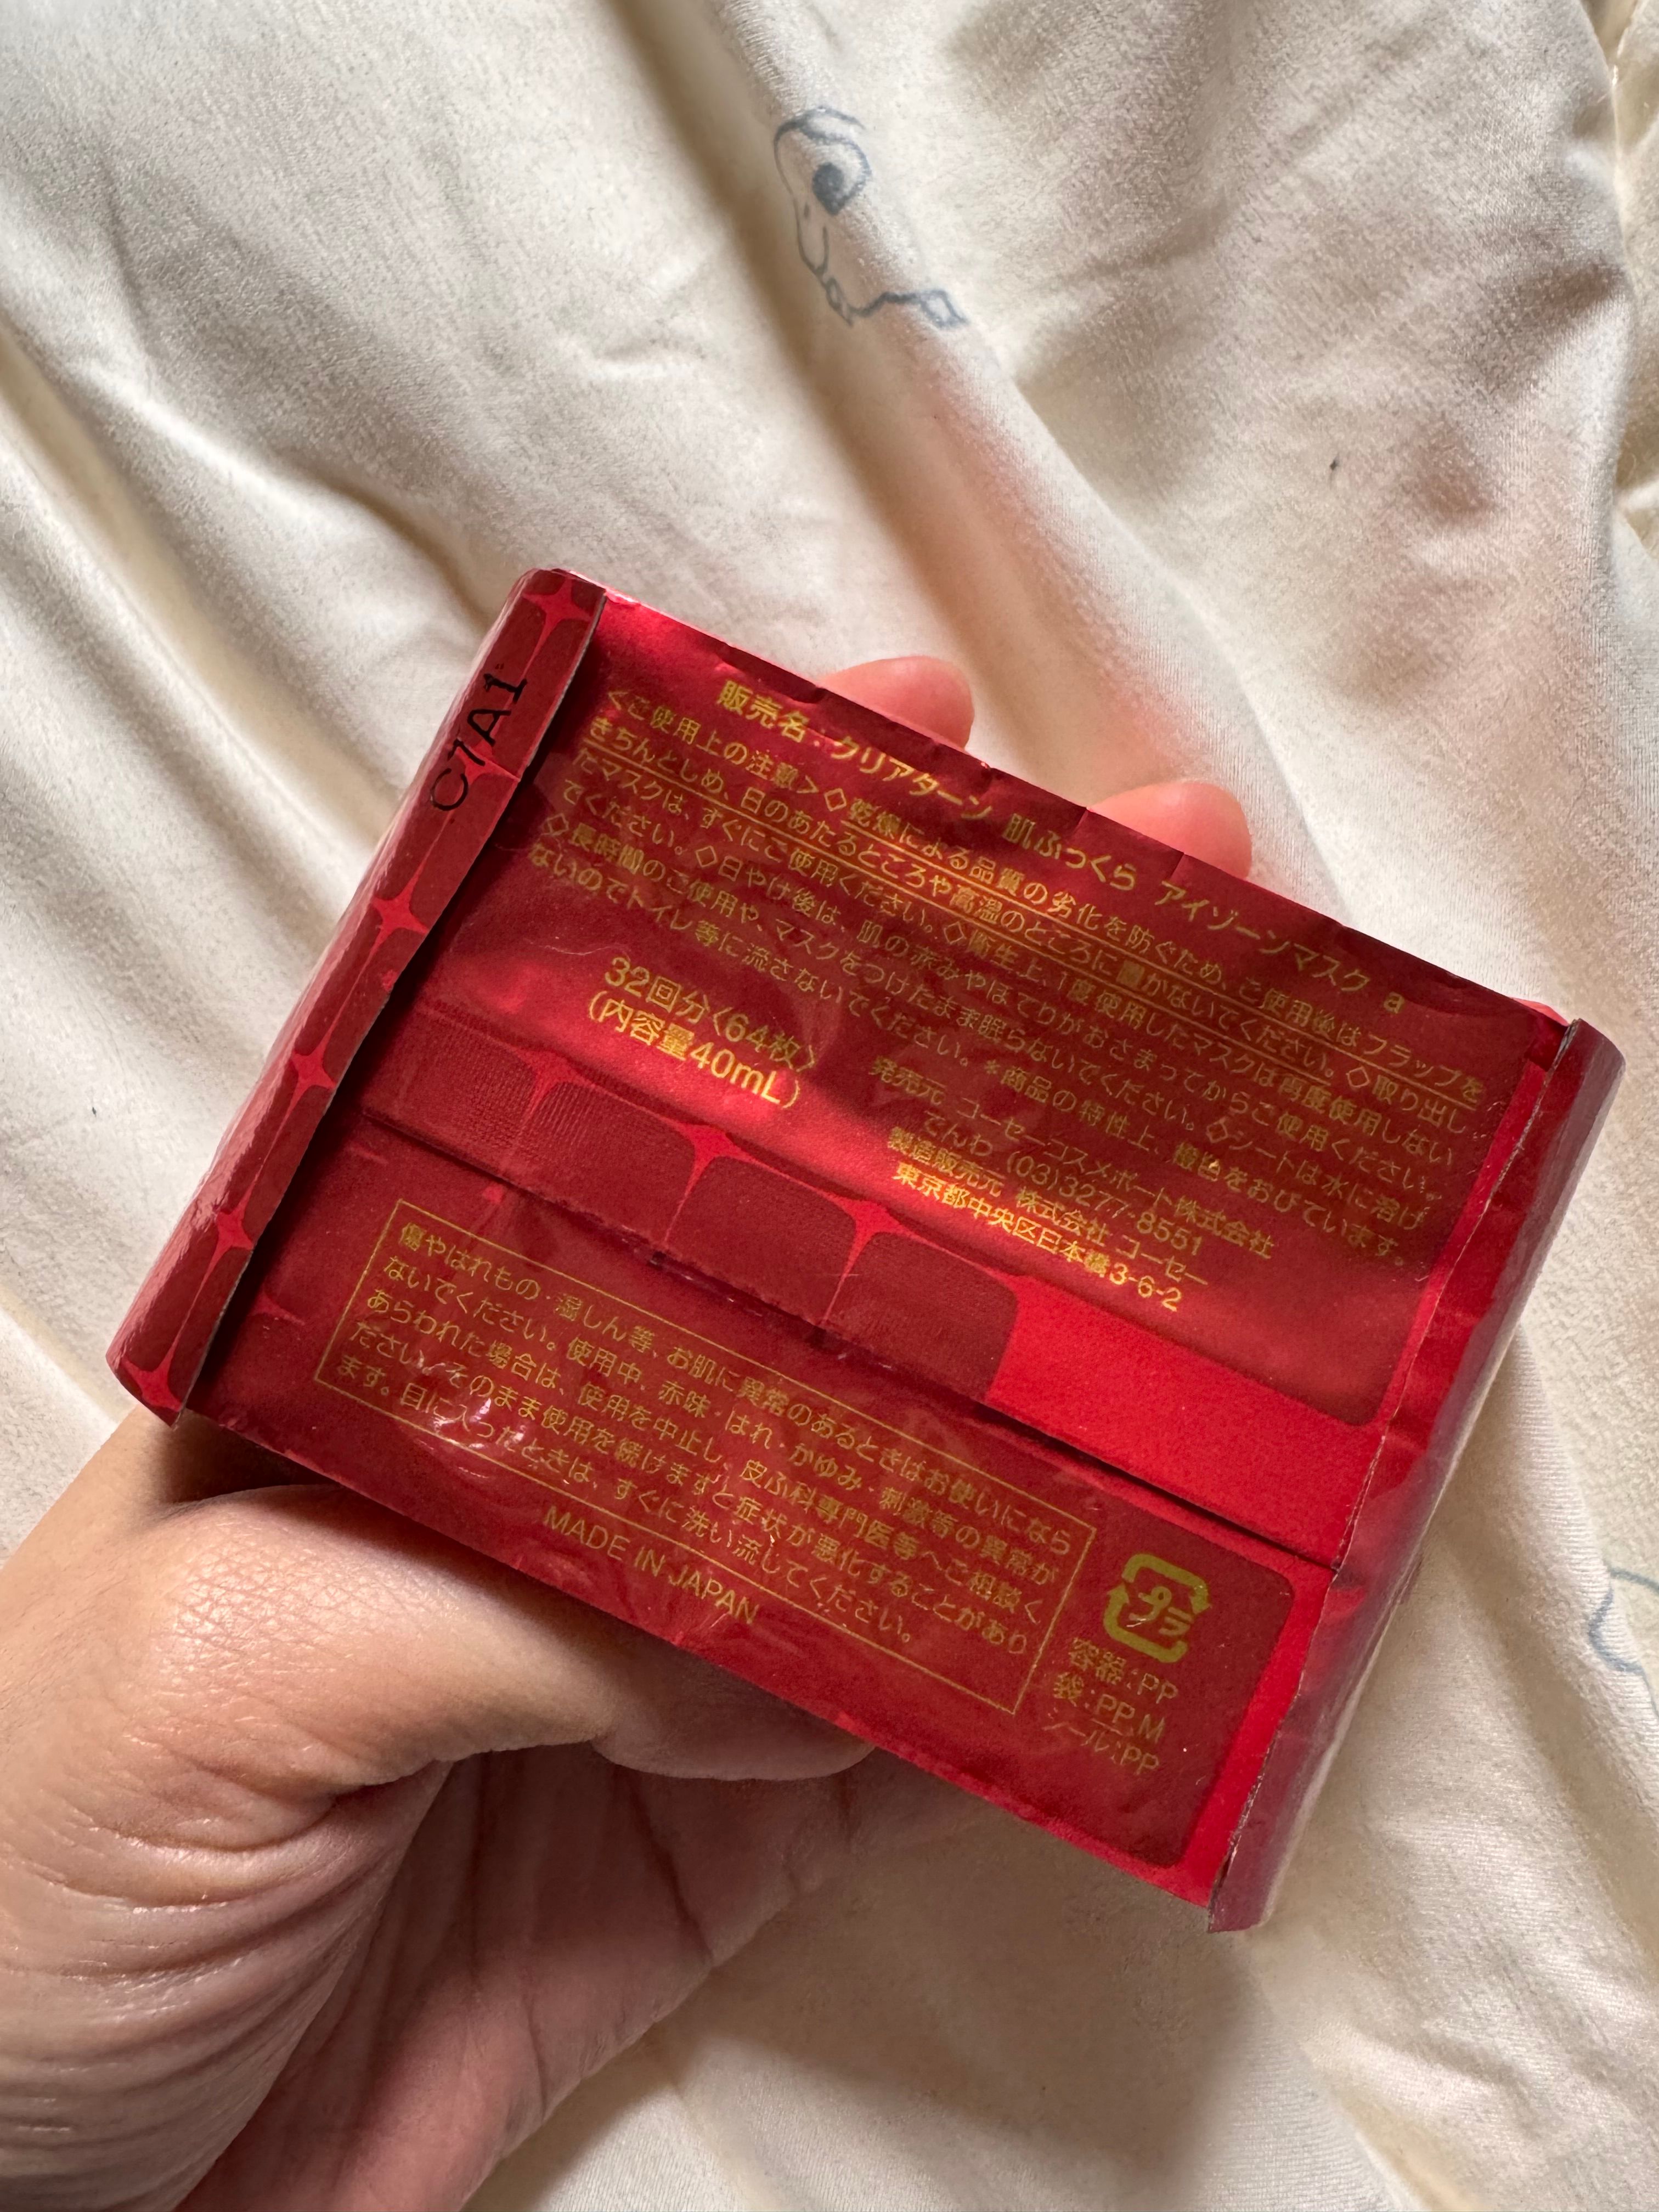 C1A1
販売名:クリアターン 肌ふっくら アイゾーンマスク a
<ご使用上の注意>◇乾燥による品質の劣化を防ぐため、ご使用後はフラップを
きちんとしめ、日のあたるところや高温のところに置かないでください。◇取り出し
たマスクは、すぐにご使用ください。◇衛生上、1度使用したマスクは再度使用しない
でください。◇日やけ後は、肌の赤みやほてりがおさまってからご使用ください。
◇長時間のご使用や、マスクをつけたまま眠らないでください。◇シートは水に溶け
ないのでトイレ等に流さないでください。*商品の特性上、橙色をおびています。
32回分<64枚>
(内容量40mL)
発売元 コーセーコスメポート株式会社
でんわ (03)3277-8551
製造販売元 株式会社 コーセー
東京都中央区日本橋3-6-2
傷やはれもの・湿しん等、お肌に異常のあるときはお使いになら
ないでください。使用中、赤味・はれ・かゆみ・刺激等の異常が
あらわれた場合は、使用を中止し、皮ふ科専門医等へご相談く
ださい。そのまま使用を続けますと症状が悪化することがあり
ます。目に入ったときは、すぐに洗い流してください。
MADE IN JAPAN
プラ
容器:PP
袋:PP,M
シール:PP